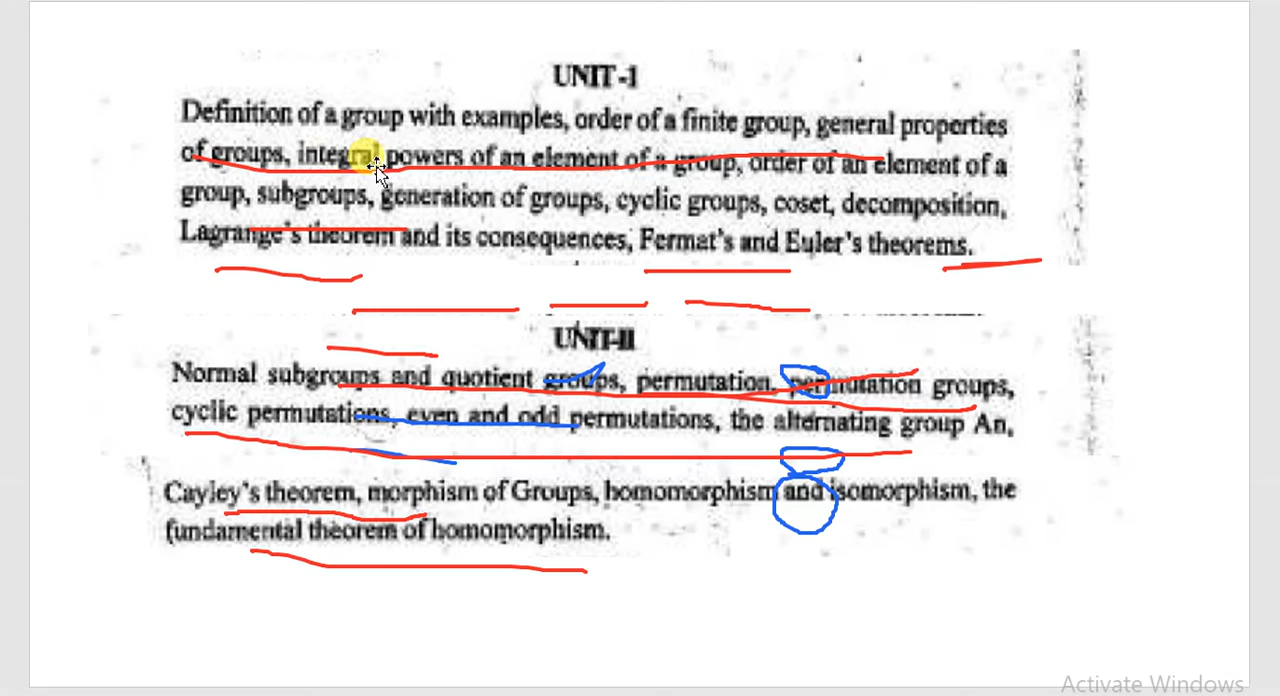 UNIT-I
Definition of a group with examples, order of a finite group, general properties
of groups, integral powers of an element of a group, order of an element of a
group, subgroups, generation of groups, cyclic groups, coset, decomposition,
Lagrange's theorem and its consequences, Fermat's and Euler's theorems.
UNIT-II
Normal subgroups and quotient groups, permutation, permutation groups,
cyclic permutations, even and odd permutations, the alternating group An,
Cayley's theorem, morphism of Groups, homomorphism and isomorphism, the
fundamental theorem of homomorphism.
Activate Windows